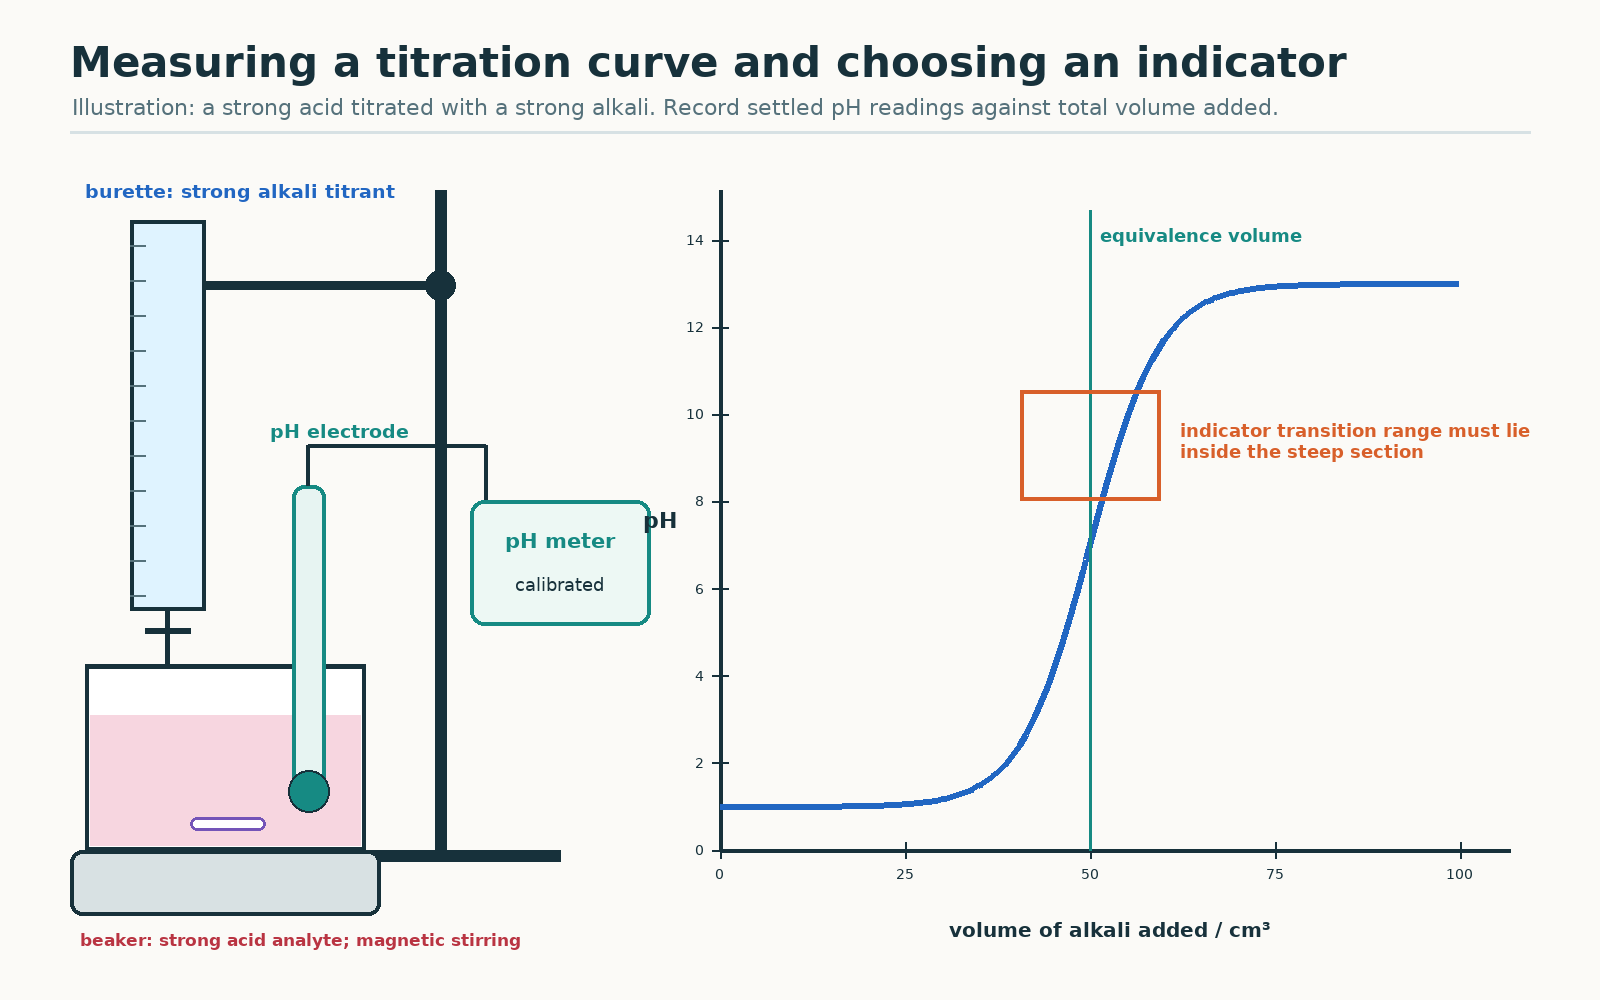 Measuring a titration curve and choosing an indicator
Illustration: a strong acid titrated with a strong alkali. Record settled pH readings against total volume added.
burette: strong alkali titrant
pH electrode
pH meter
calibrated
beaker: strong acid analyte; magnetic stirring
pH
14
12
10
8
6
4
2
0
0
25
50
75
100
equivalence volume
indicator transition range must lie
inside the steep section
volume of alkali added / cm³